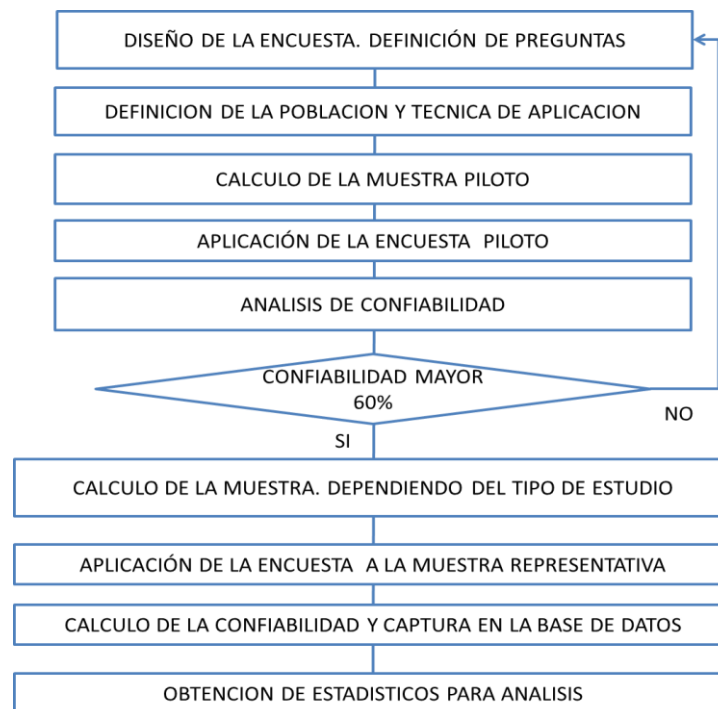 DISEÑO DE LA ENCUESTA. DEFINICIÓN DE PREGUNTAS
DEFINICION DE LA POBLACION Y TECNICA DE APLICACION
CALCULO DE LA MUESTRA PILOTO
APLICACIÓN DE LA ENCUESTA PILOTO
ANALISIS DE CONFIABILIDAD
CONFIABILIDAD MAYOR
60%
NO
SI
CALCULO DE LA MUESTRA. DEPENDIENDO DEL TIPO DE ESTUDIO
APLICACIÓN DE LA ENCUESTA A LA MUESTRA REPRESENTATIVA
CALCULO DE LA CONFIABILIDAD Y CAPTURA EN LA BASE DE DATOS
OBTENCION DE ESTADISTICOS PARA ANALISIS